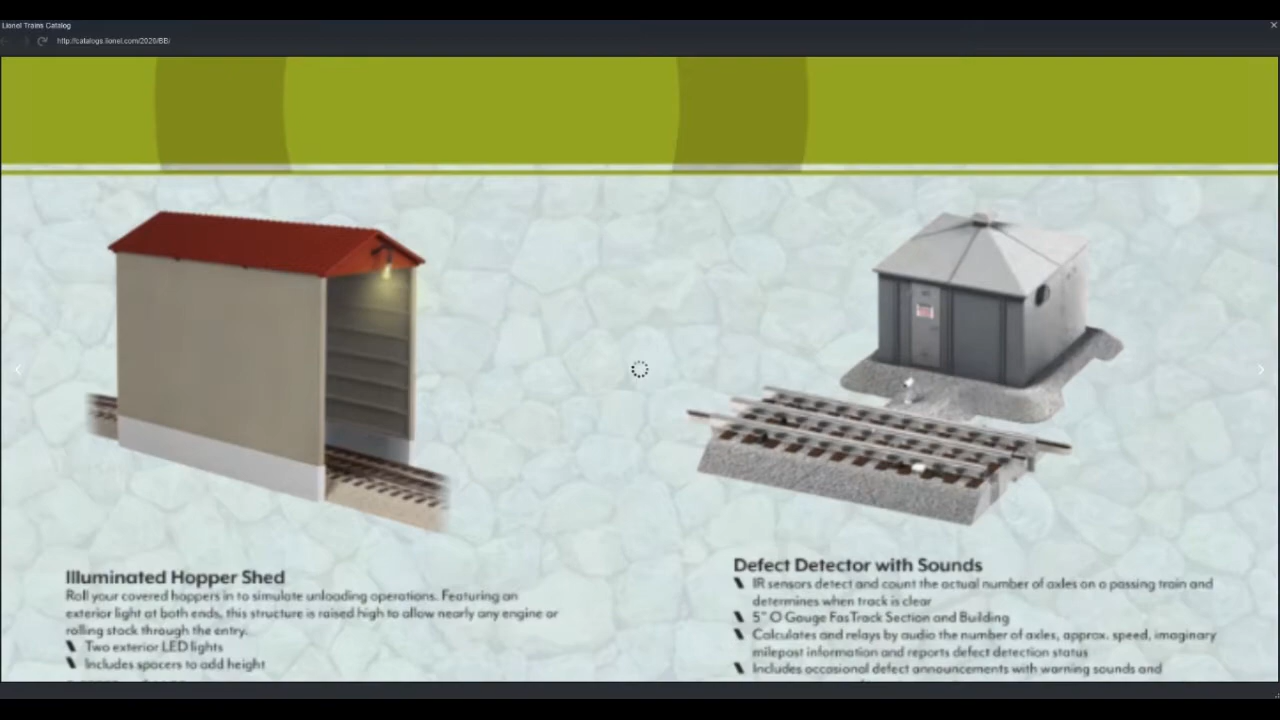 Lionel Trains Catalog
http://catalogs.lionel.com/2020/BB/
Illuminated Hopper Shed
Roll your covered hoppers in to simulate unloading operations. Featuring an
exterior light at both ends, this structure is raised high to allow nearly any engine or
rolling stock through the entry.
Two exterior LED lights
Includes spacers to add height
Defect Detector with Sounds
IR sensors detect and count the actual number of axles on a passing train and
determines when track is clear
5" O Gauge FasTrack Section and Building
Calculates and relays by audio the number of axles, approx. speed, imaginary
milepost information and reports defect detection status
Includes occasional defect announcements with warning sounds and